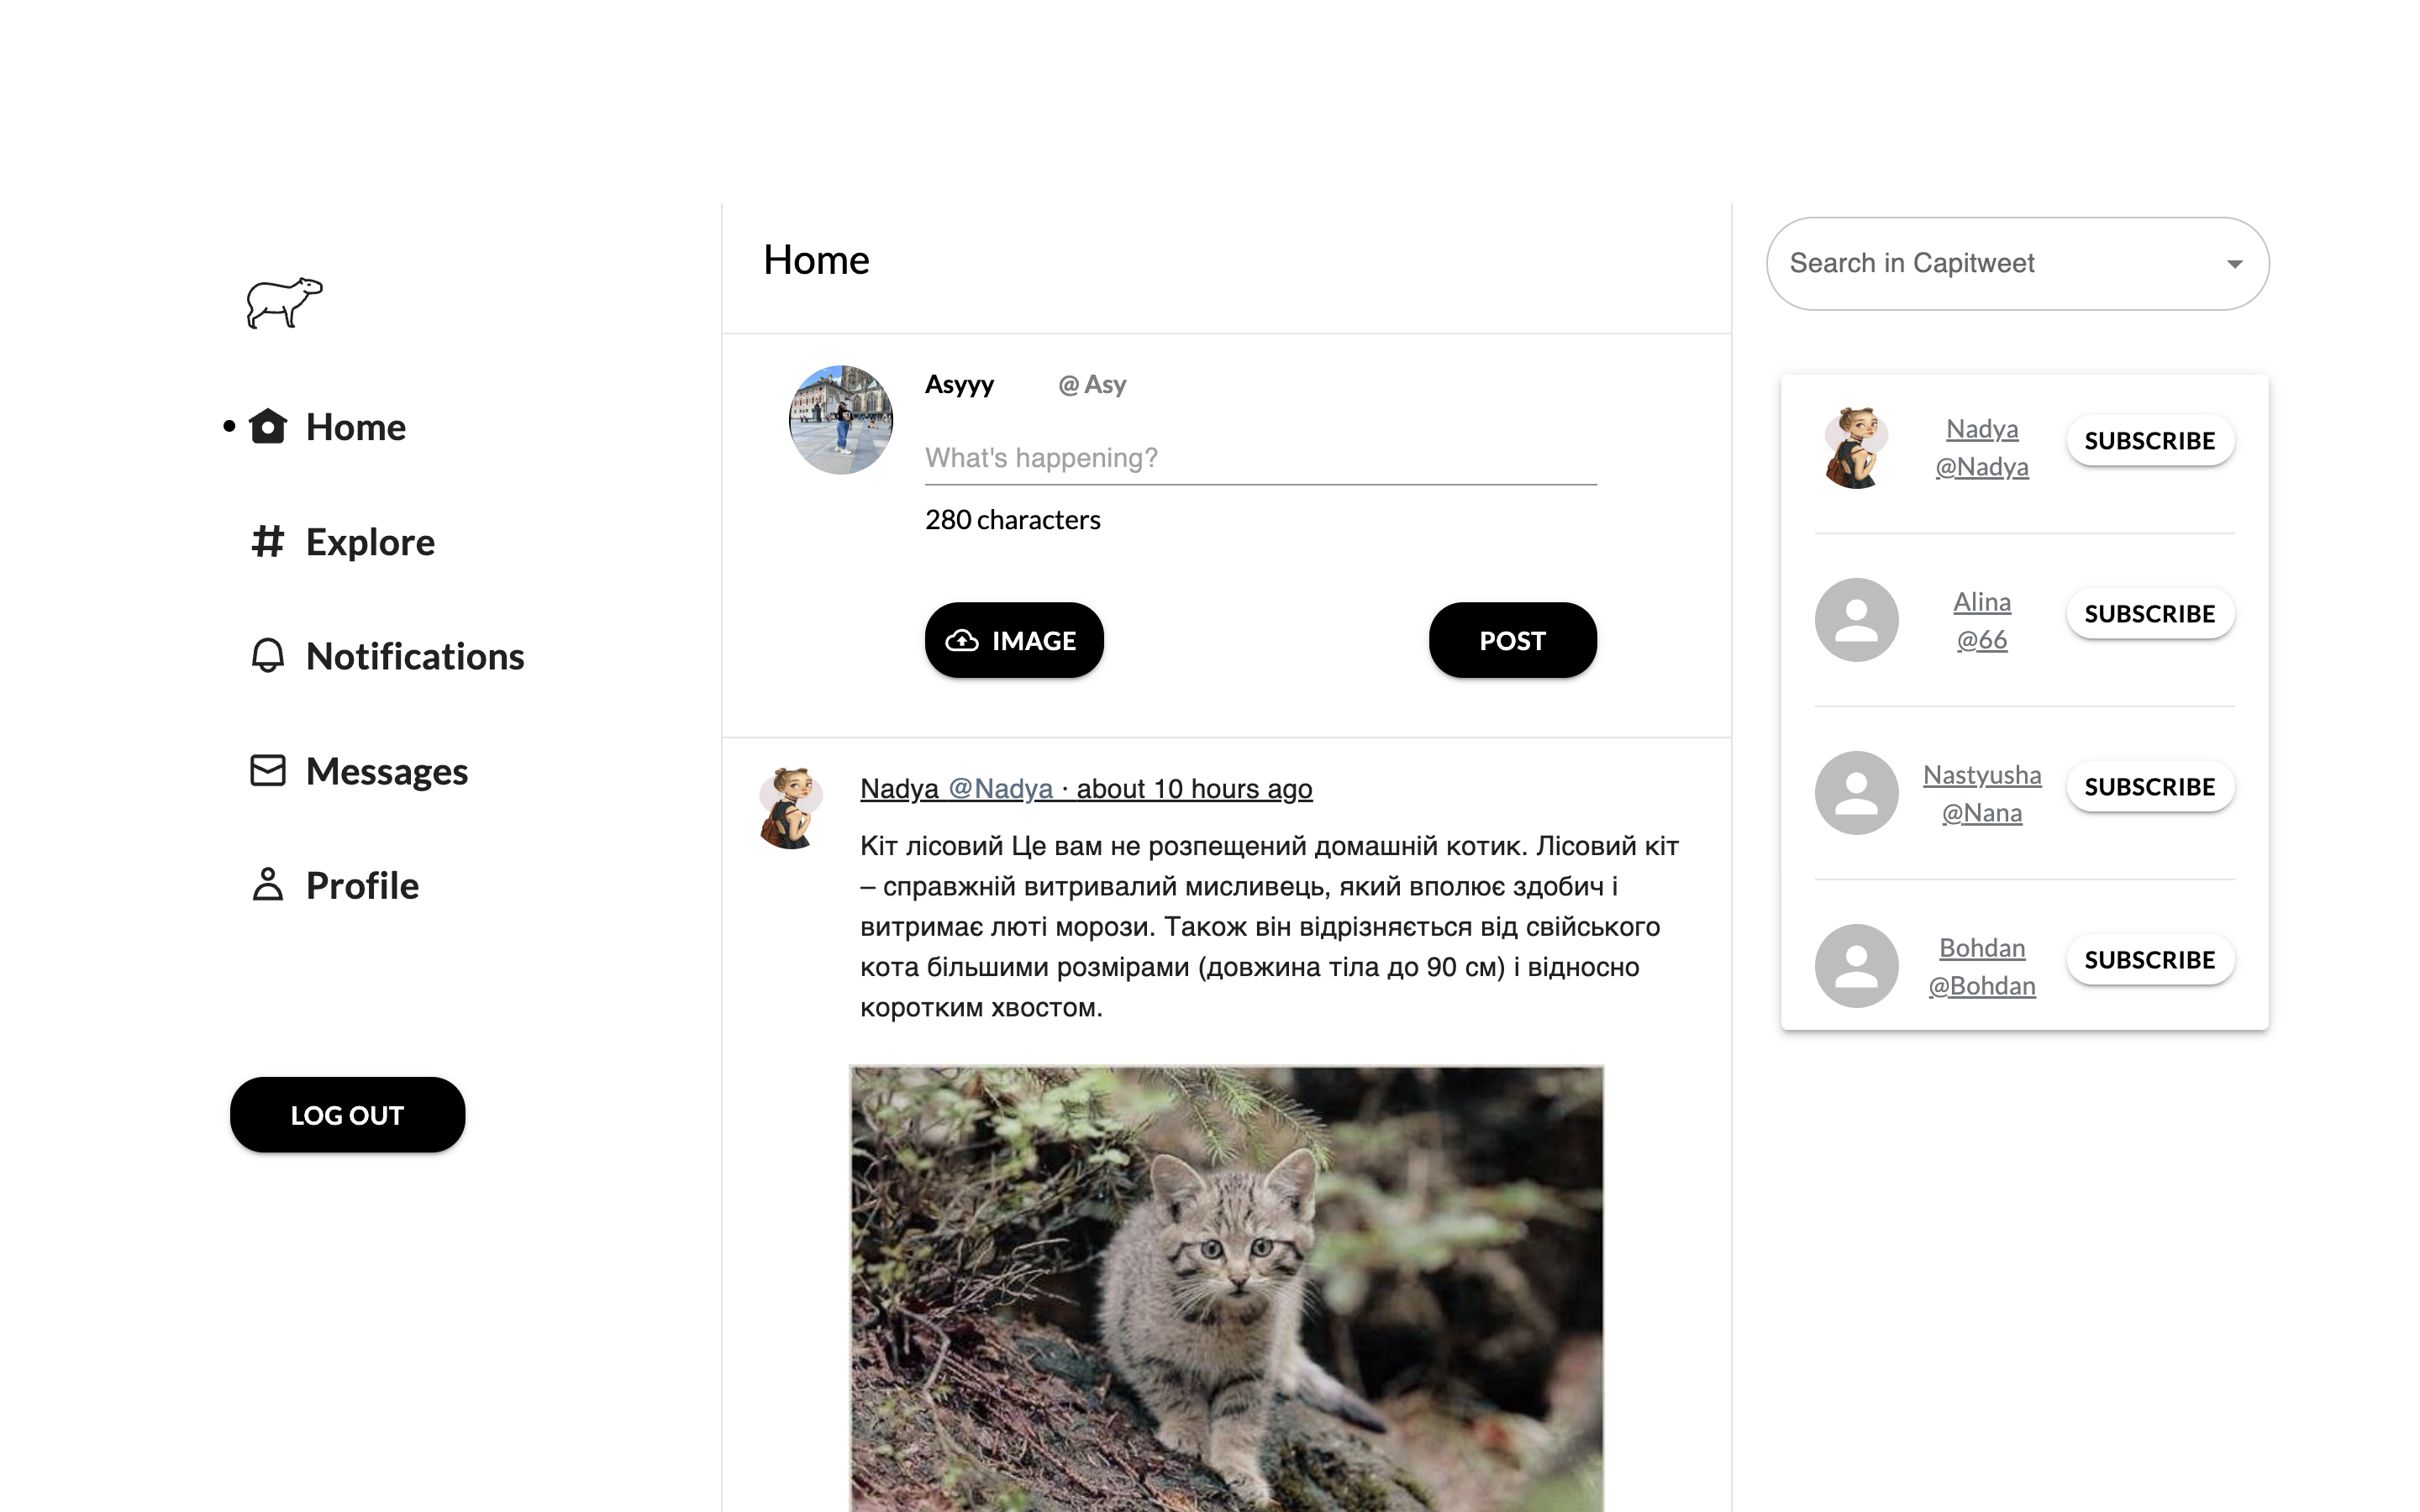 Home
Explore
Notifications
Messages
Profile
LOG OUT
Home
Asyyy @ Asy
What's happening?
280 characters
IMAGE
POST
Nadya @Nadya · about 10 hours ago
Кіт лісовий Це вам не розпещений домашній котик. Лісовий кіт
– справжній витривалий мисливець, який вполює здобич і
витримає люті морози. Також він відрізняється від свійського
кота більшими розмірами (довжина тіла до 90 см) і відносно
коротким хвостом.
Search in Capitweet
Nadya
@Nadya
SUBSCRIBE
Alina
@66
SUBSCRIBE
Nastyusha
@Nana
SUBSCRIBE
Bohdan
@Bohdan
SUBSCRIBE